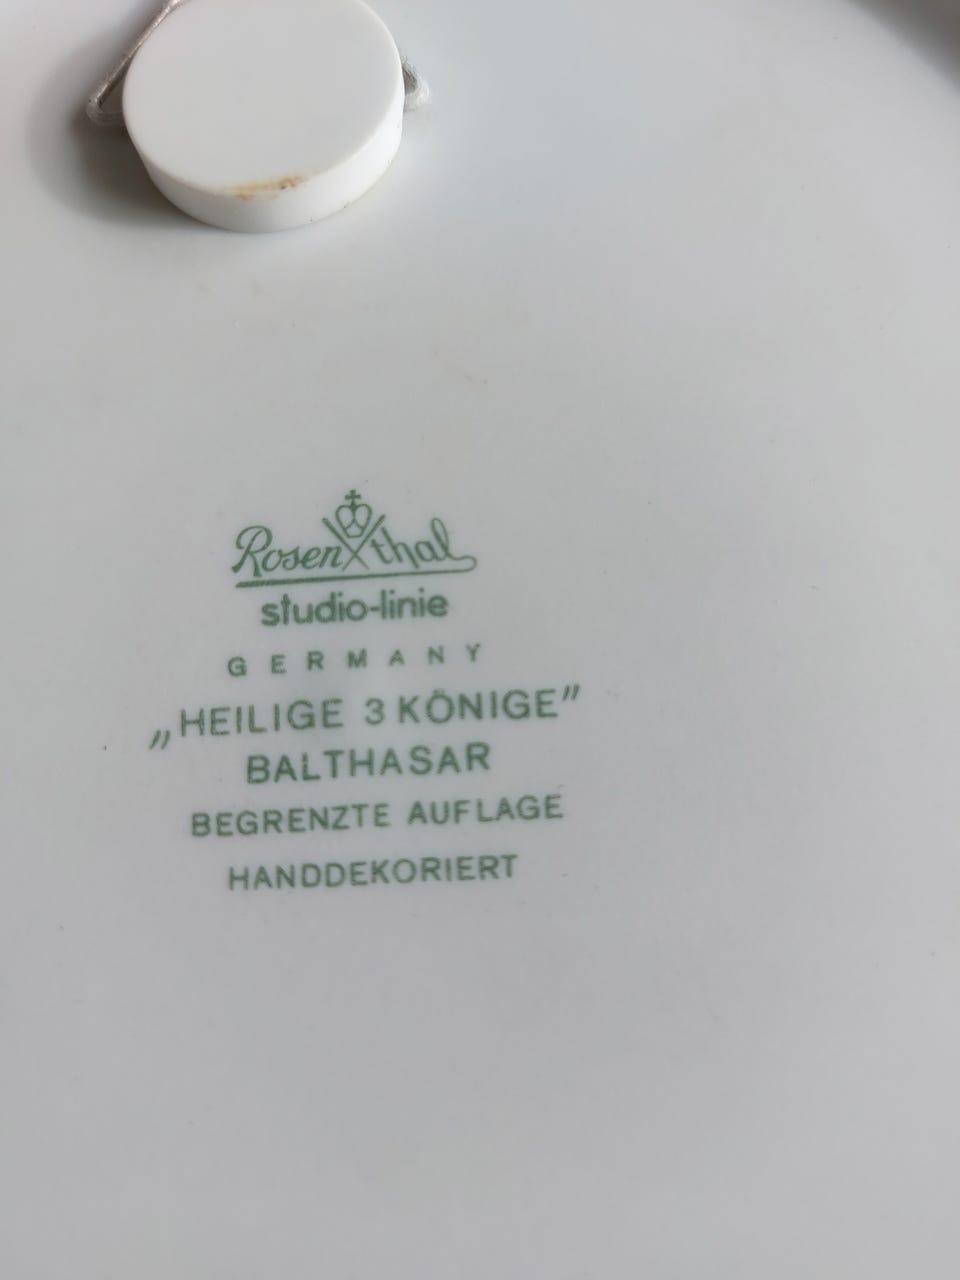 Rosenthal
studio-linie
GERMANY
„HEILIGE 3 KÖNIGE”
BALTHASAR
BEGRENZTE AUFLAGE
HANDDEKORIERT